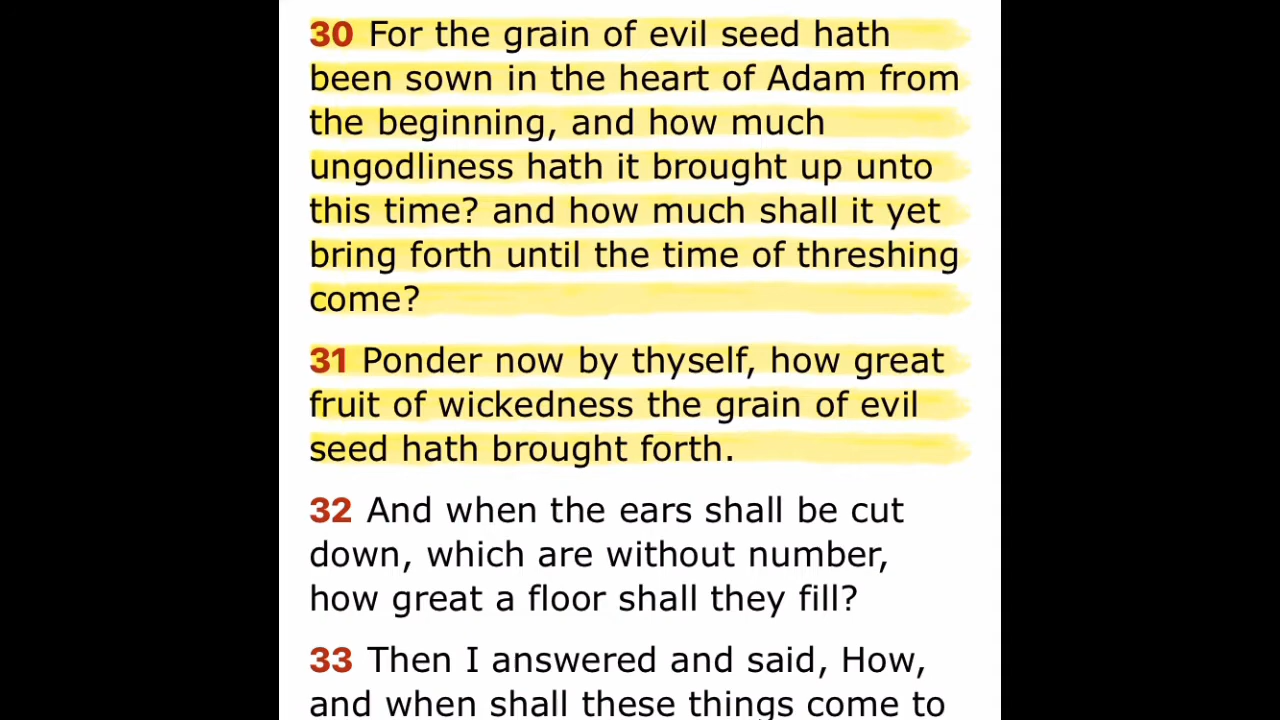 30 For the grain of evil seed hath
been sown in the heart of Adam from
the beginning, and how much
ungodliness hath it brought up unto
this time? and how much shall it yet
bring forth until the time of threshing
come?
31 Ponder now by thyself, how great
fruit of wickedness the grain of evil
seed hath brought forth.
32 And when the ears shall be cut
down, which are without number,
how great a floor shall they fill?
33 Then I answered and said, How,
and when shall these things come to